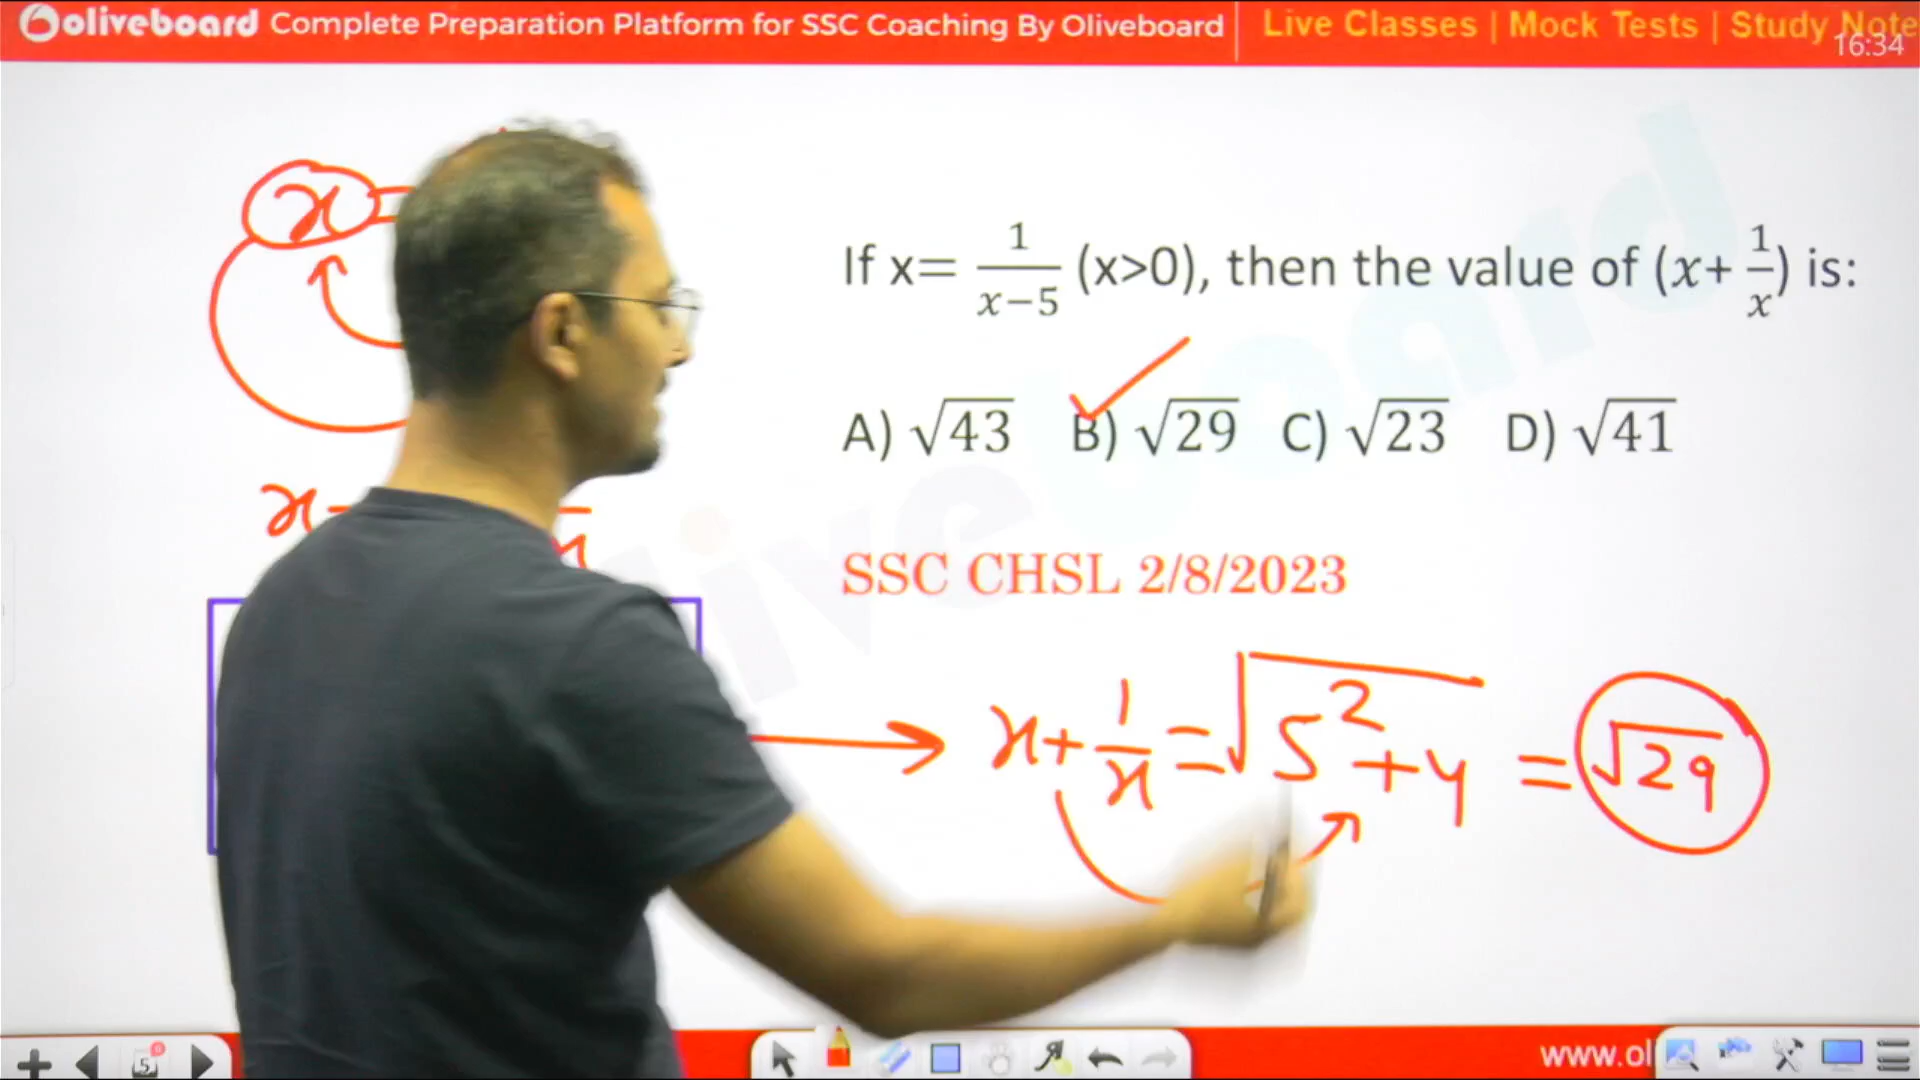 oliveboard Complete Preparation Platform for SSC Coaching By Oliveboard Live Classes | Mock Tests | Study Note
16:34
x =
If x= 1/(x−5) (x>0), then the value of (x+ 1/x) is:
A) √43 B) √29 C) √23 D) √41
x
SSC CHSL 2/8/2023
x + 1/x = √5² + 4 = √29
5
www.ol